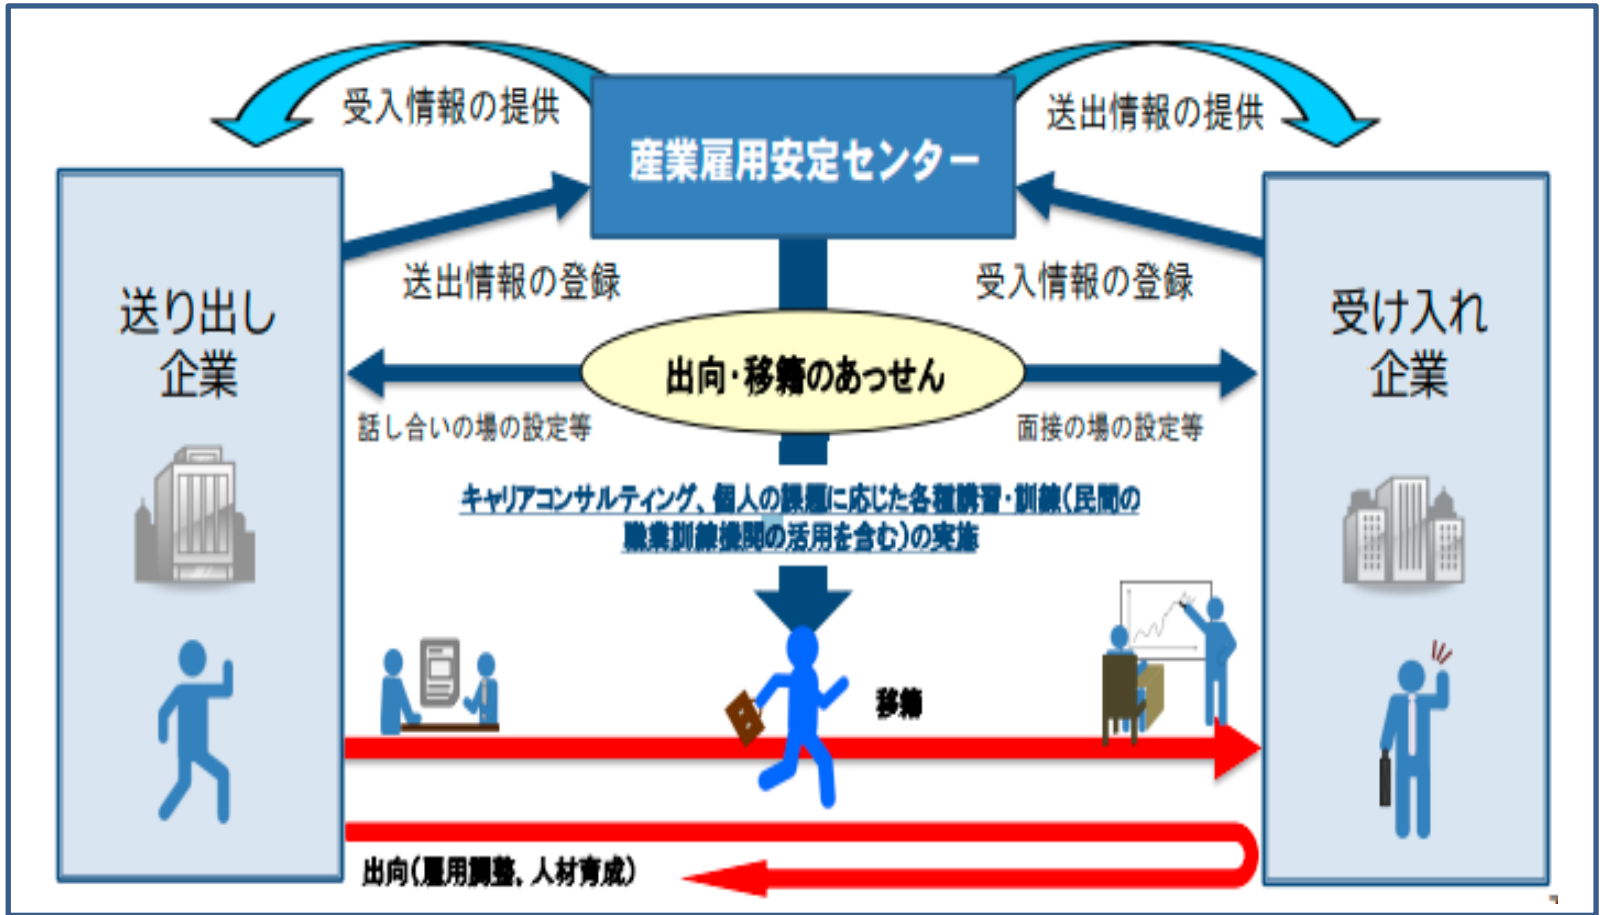 受入情報の提供
送出情報の提供
産業雇用安定センター
送出情報の登録
受入情報の登録
送り出し
企業
受け入れ
企業
出向・移籍のあっせん
話し合いの場の設定等
面接の場の設定等
キャリアコンサルティング、個人の課題に応じた各種講習・訓練(民間の
職業訓練機関の活用を含む)の実施
移籍
出向(雇用調整、人材育成)